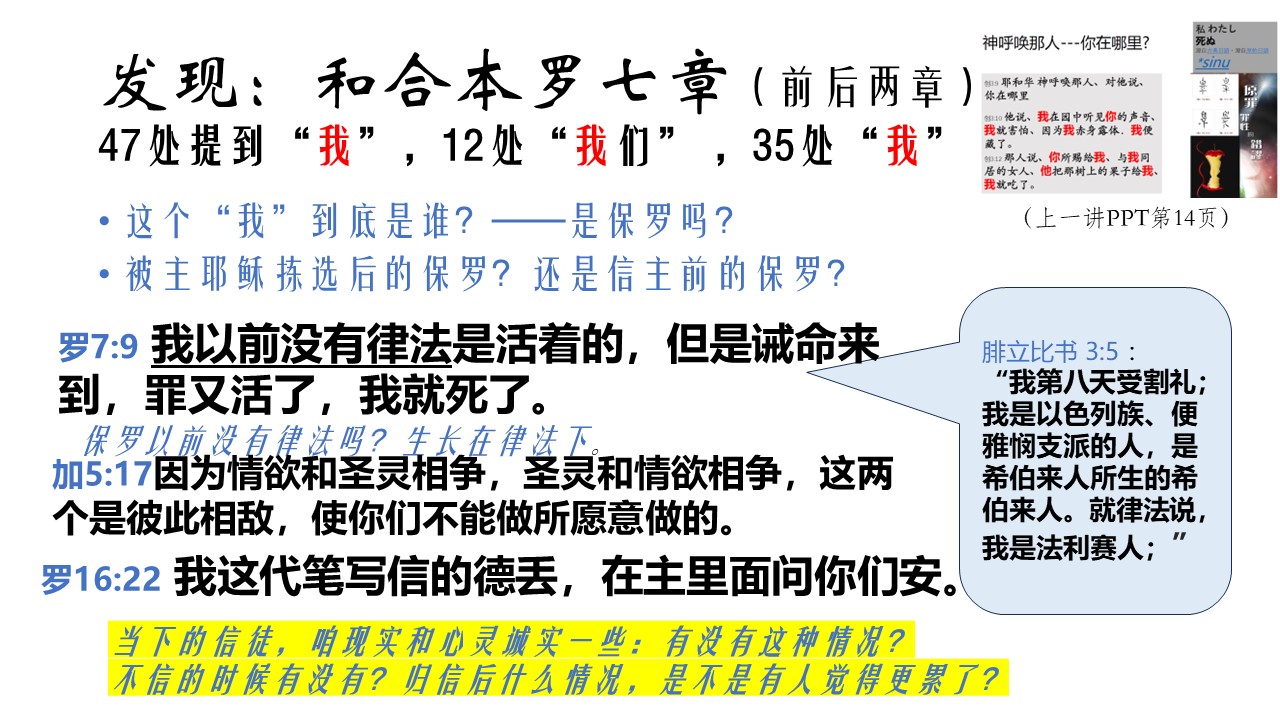 发现：和合本罗七章（前后两章）
47处提到“我”，12处“我们”，35处“我”
• 这个“我”到底是谁？——是保罗吗？
• 被主耶稣拣选后的保罗？还是信主前的保罗？
罗7:9 我以前没有律法是活着的，但是诫命来
到，罪又活了，我就死了。
保罗以前没有律法吗？生长在律法下。
加5:17因为情欲和圣灵相争，圣灵和情欲相争，这两
个是彼此相敌，使你们不能做所愿意做的。
罗16:22 我这代笔写信的德丢，在主里面问你们安。
当下的信徒，咱现实和心灵诚实一些：有没有这种情况？
不信的时候有没有？归信后什么情况，是不是有人觉得更累了？
神呼唤那人---你在哪里?
创3:9 耶和华 神呼唤那人、对他说、
你在哪里
创3:10 他说、我在园中听见你的声音、
我就害怕、因为我赤身露体．我便
藏了。
创3:12 那人说、你所赐给我、与我同
居的女人、他把那树上的果子给我、
我就吃了。
私 わたし
死ぬ
*sinu
原罪
罪性
错谬
（上一讲PPT第14页）
腓立比书 3:5：
“我第八天受割礼；
我是以色列族、便
雅悯支派的人，是
希伯来人所生的希
伯来人。就律法说，
我是法利赛人；”